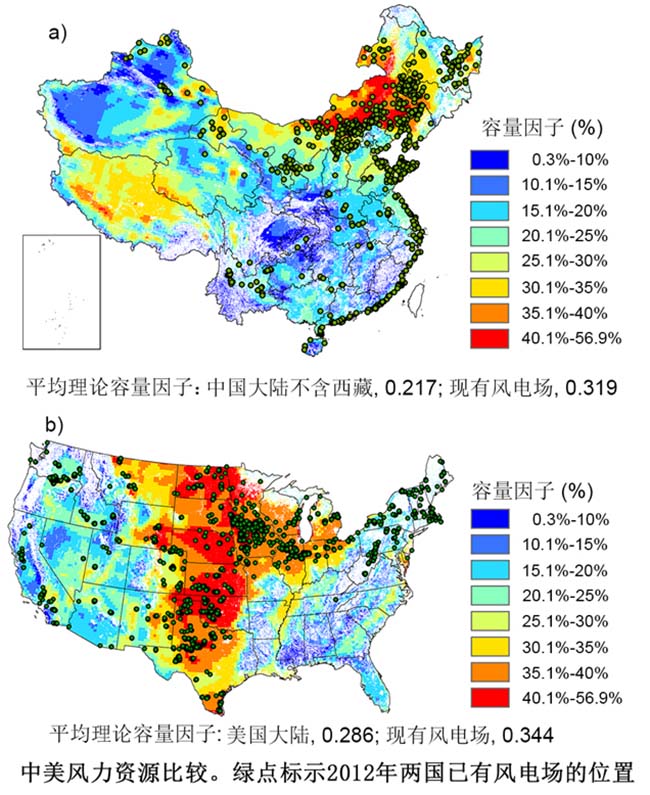 a)
容量因子 (%)
0.3%-10%
10.1%-15%
15.1%-20%
20.1%-25%
25.1%-30%
30.1%-35%
35.1%-40%
40.1%-56.9%
平均理论容量因子：中国大陆不含西藏, 0.217; 现有风电场, 0.319
b)
容量因子 (%)
0.3%-10%
10.1%-15%
15.1%-20%
20.1%-25%
25.1%-30%
30.1%-35%
35.1%-40%
40.1%-56.9%
平均理论容量因子: 美国大陆, 0.286; 现有风电场, 0.344
中美风力资源比较。绿点标示2012年两国已有风电场的位置